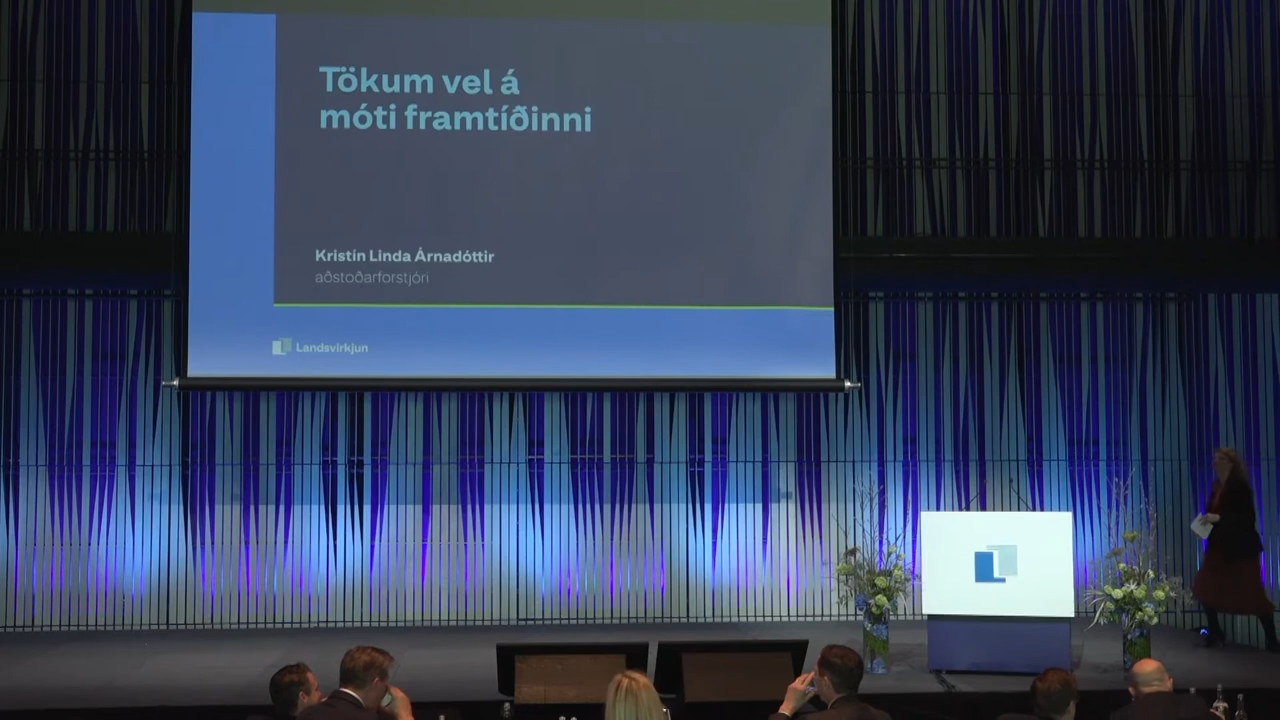 Tökum vel á
móti framtíðinni
Kristín Linda Árnadóttir
aðstoðarforstjóri
Landsvirkjun